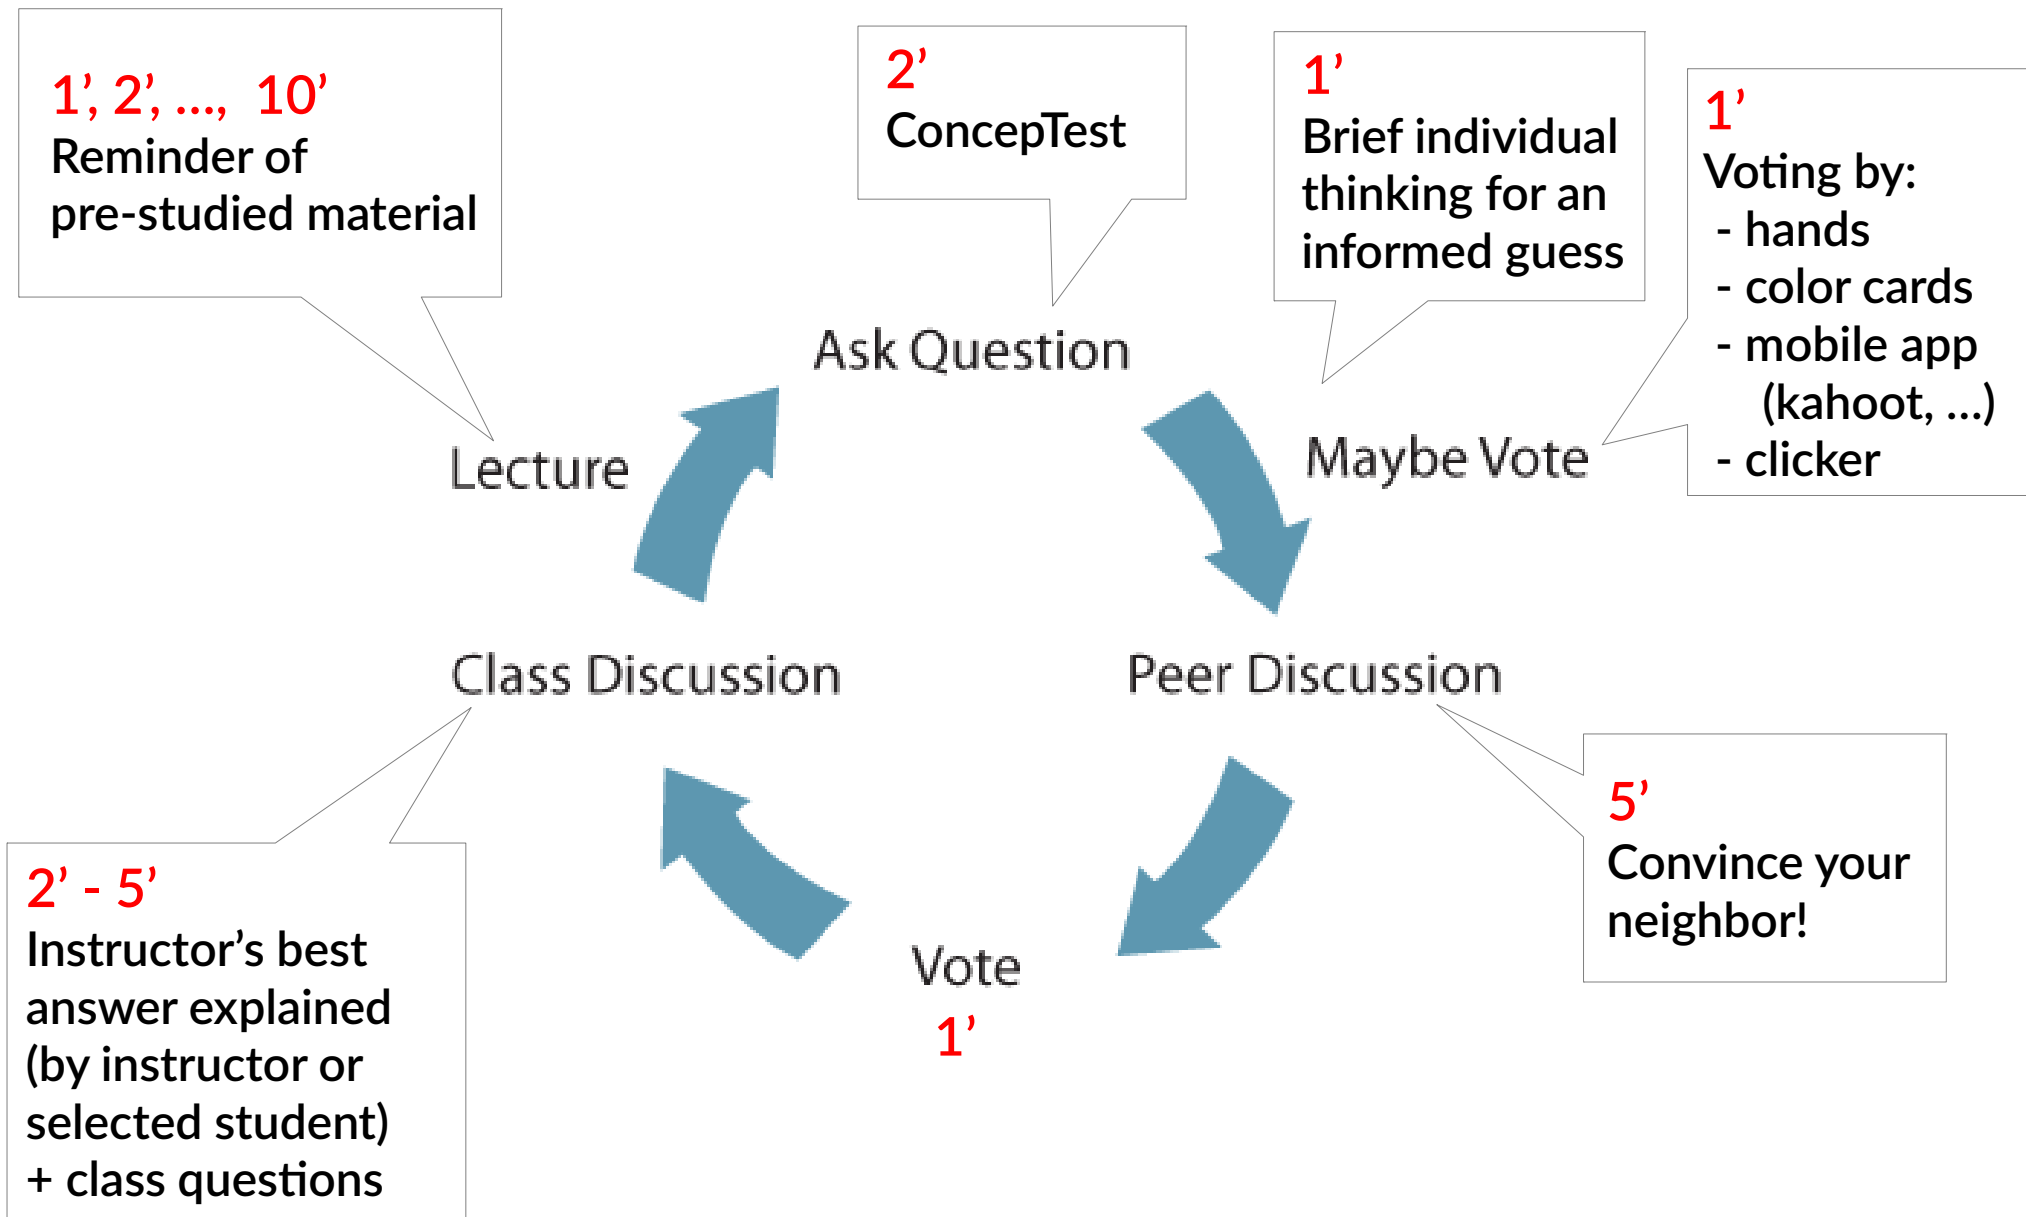 1’, 2’, ..., 10’
Reminder of
pre-studied material
2’
ConcepTest
1’
Brief individual
thinking for an
informed guess
1’
Voting by:
- hands
- color cards
- mobile app
(kahoot, ...)
- clicker
Ask Question
Lecture
Maybe Vote
Class Discussion
Peer Discussion
5’
Convince your
neighbor!
Vote
1’
2’ - 5’
Instructor’s best
answer explained
(by instructor or
selected student)
+ class questions